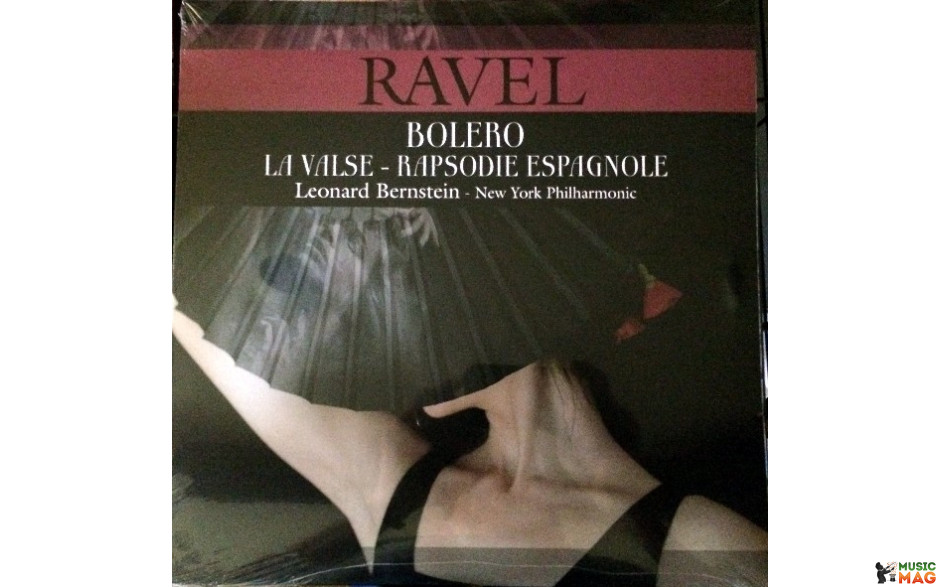 RAVEL
BOLERO
LA VALSE - RAPSODIE ESPAGNOLE
Leonard Bernstein - New York Philharmonic
MUSIC
MAG